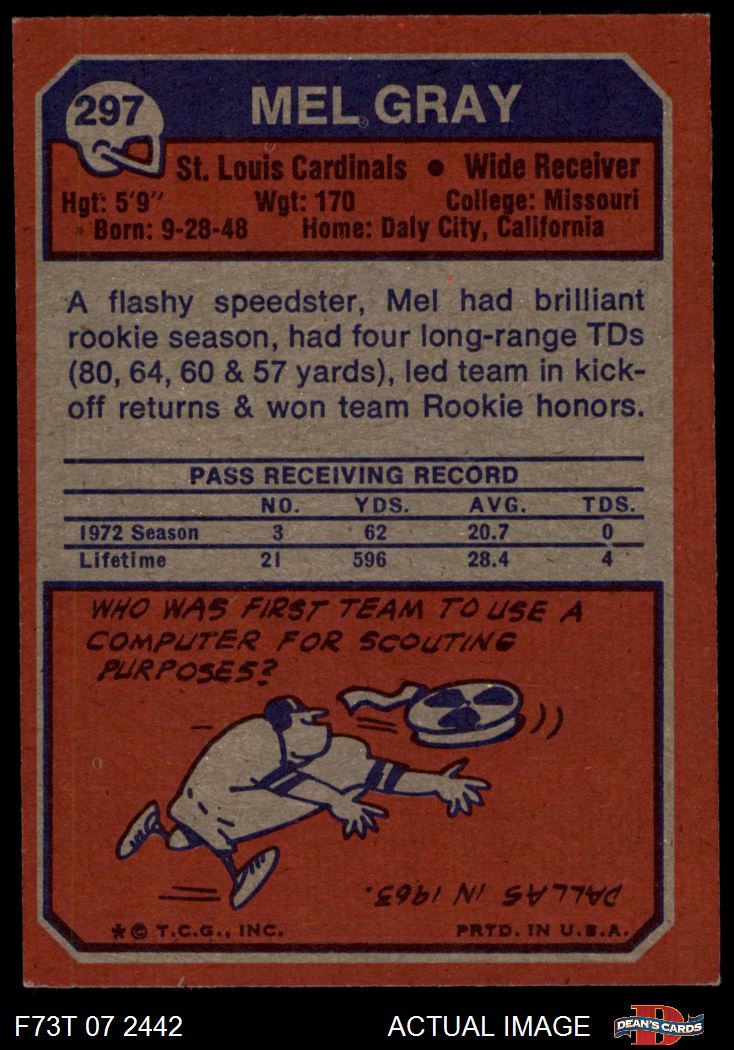 297
MEL GRAY
St. Louis Cardinals ● Wide Receiver
Hgt: 5'9" Wgt: 170 College: Missouri
Born: 9-28-48 Home: Daly City, California
A flashy speedster, Mel had brilliant
rookie season, had four long-range TDs
(80, 64, 60 & 57 yards), led team in kick-
off returns & won team Rookie honors.
PASS RECEIVING RECORD
NO. YDS. AVG. TDS.
1972 Season 3 62 20.7 0
Lifetime 21 596 28.4 4
WHO WAS FIRST TEAM TO USE A
COMPUTER FOR SCOUTING
PURPOSES?
DALLAS IN 1963.
* © T.C.G., INC. PRTD. IN U.S.A.
F73T 07 2442 ACTUAL IMAGE
D
DEAN'S CARDS